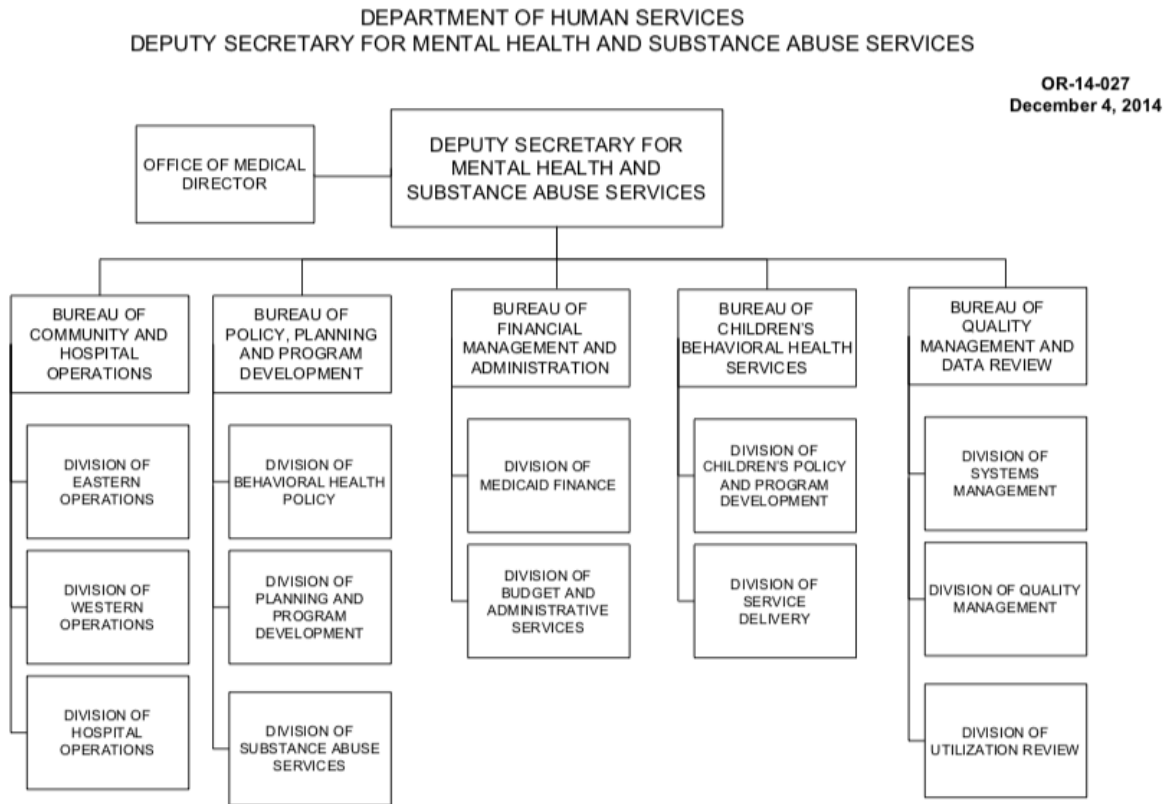 DEPARTMENT OF HUMAN SERVICES
DEPUTY SECRETARY FOR MENTAL HEALTH AND SUBSTANCE ABUSE SERVICES
OR-14-027
December 4, 2014
OFFICE OF MEDICAL
DIRECTOR
DEPUTY SECRETARY FOR
MENTAL HEALTH AND
SUBSTANCE ABUSE SERVICES
BUREAU OF
COMMUNITY AND
HOSPITAL
OPERATIONS
BUREAU OF
POLICY, PLANNING
AND PROGRAM
DEVELOPMENT
BUREAU OF
FINANCIAL
MANAGEMENT AND
ADMINISTRATION
BUREAU OF
CHILDREN'S
BEHAVIORAL HEALTH
SERVICES
BUREAU OF
QUALITY
MANAGEMENT AND
DATA REVIEW
DIVISION OF
EASTERN
OPERATIONS
DIVISION OF
BEHAVIORAL HEALTH
POLICY
DIVISION OF
MEDICAID FINANCE
DIVISION OF
CHILDREN'S POLICY
AND PROGRAM
DEVELOPMENT
DIVISION OF
SYSTEMS
MANAGEMENT
DIVISION OF
WESTERN
OPERATIONS
DIVISION OF
PLANNING AND
PROGRAM
DEVELOPMENT
DIVISION OF
BUDGET AND
ADMINISTRATIVE
SERVICES
DIVISION OF
SERVICE
DELIVERY
DIVISION OF QUALITY
MANAGEMENT
DIVISION OF
HOSPITAL
OPERATIONS
DIVISION OF
SUBSTANCE ABUSE
SERVICES
DIVISION OF
UTILIZATION REVIEW